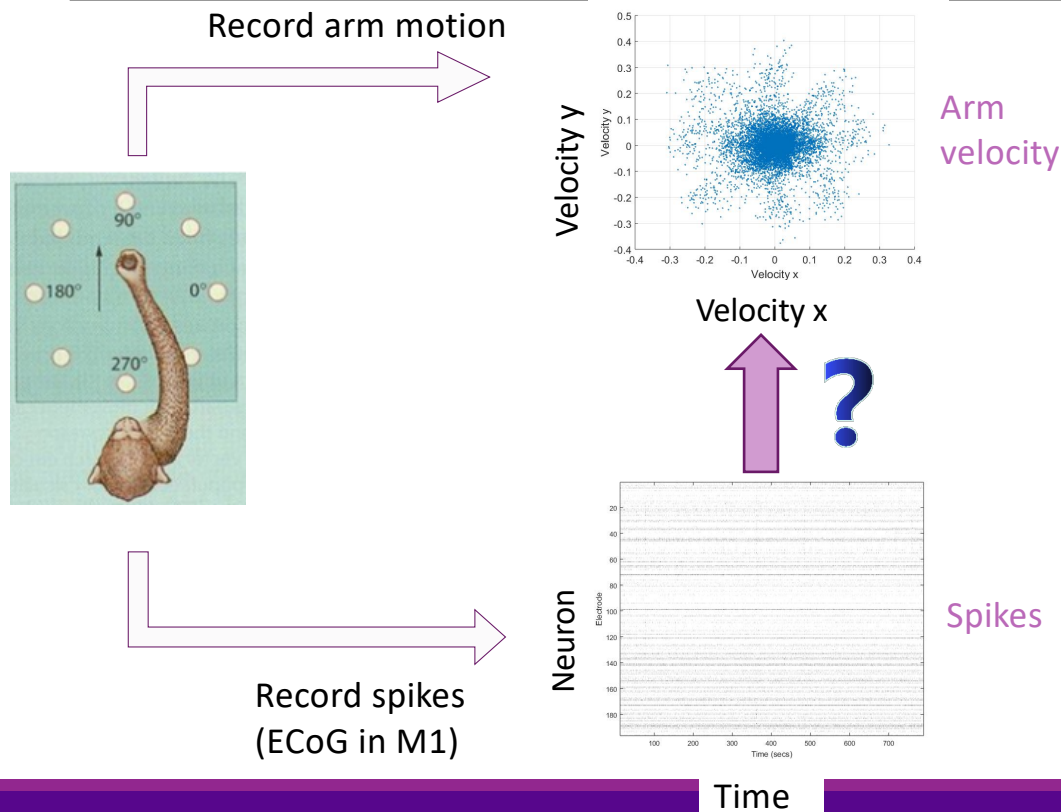 Record arm motion
90°
180°
0°
270°
Record spikes
(ECoG in M1)
Velocity y
Velocity y
0.5
0.4
0.3
0.2
0.1
0
-0.1
-0.2
-0.3
-0.4
-0.4
-0.3
-0.2
-0.1
0
0.1
0.2
0.3
0.4
Velocity x
Velocity x
Arm
velocity
?
Neuron
Electrode
20
40
60
80
100
120
140
160
180
100
200
300
400
500
600
700
Time (secs)
Spikes
Time